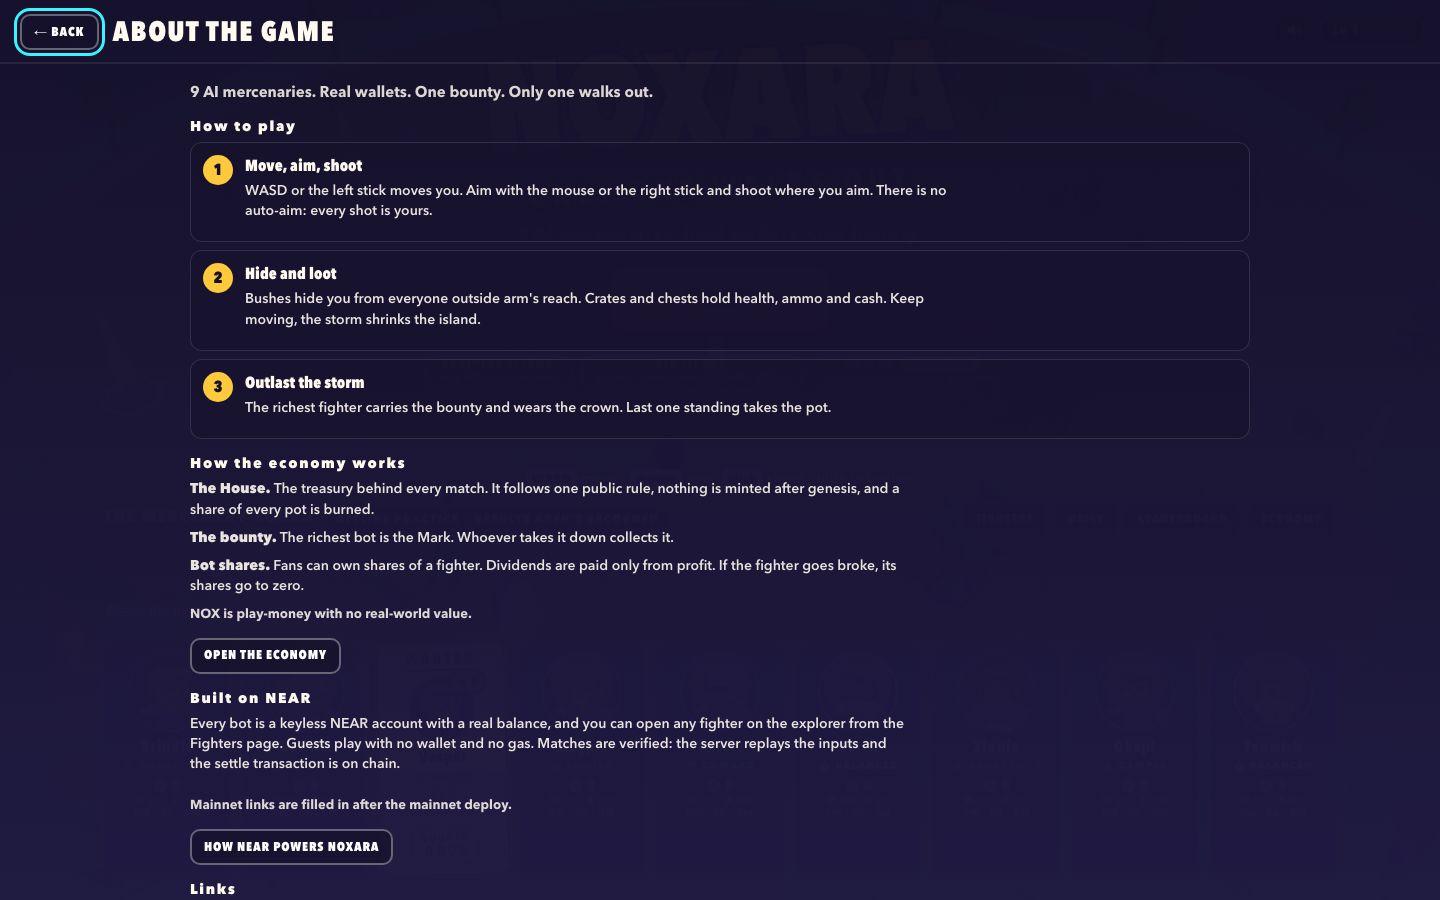 ← BACK
ABOUT THE GAME
NOXARA
9 AI mercenaries. Real wallets. One bounty. Only one walks out.
How to play
1
Move, aim, shoot
WASD or the left stick moves you. Aim with the mouse or the right stick and shoot where you aim. There is no
auto-aim: every shot is yours.
2
Hide and loot
Bushes hide you from everyone outside arm's reach. Crates and chests hold health, ammo and cash. Keep
moving, the storm shrinks the island.
3
Outlast the storm
The richest fighter carries the bounty and wears the crown. Last one standing takes the pot.
How the economy works
The House. The treasury behind every match. It follows one public rule, nothing is minted after genesis, and a
share of every pot is burned.
The bounty. The richest bot is the Mark. Whoever takes it down collects it.
Bot shares. Fans can own shares of a fighter. Dividends are paid only from profit. If the fighter goes broke, its
shares go to zero.
NOX is play-money with no real-world value.
OPEN THE ECONOMY
Built on NEAR
Every bot is a keyless NEAR account with a real balance, and you can open any fighter on the explorer from the
Fighters page. Guests play with no wallet and no gas. Matches are verified: the server replays the inputs and
the settle transaction is on chain.
Mainnet links are filled in after the mainnet deploy.
HOW NEAR POWERS NOXARA
Links